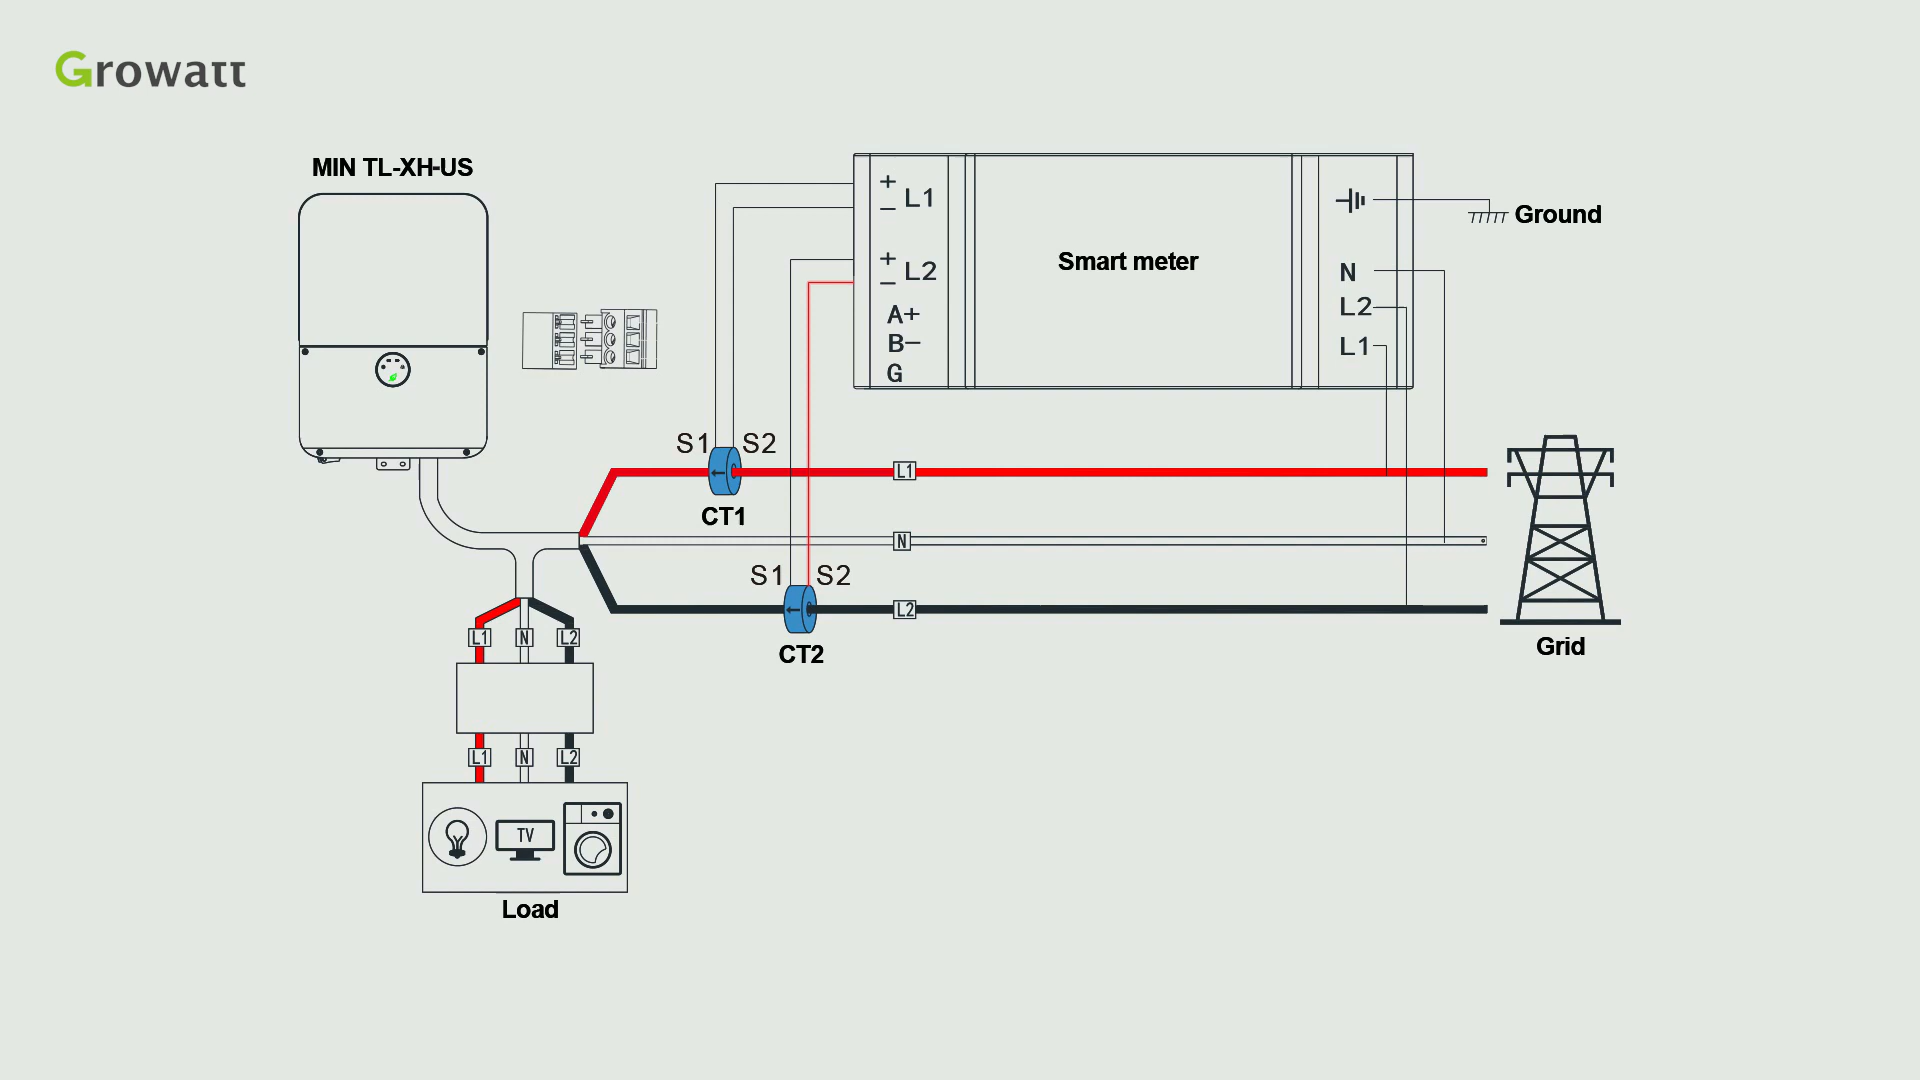 Growatt
MIN TL-XH-US
+
L1
−
+
L2
−
A+
B−
G
Smart meter
Ground
N
L2
L1
S1 S2
CT1
L1
N
S1 S2
CT2
L2
Grid
L1 N L2
L1 N L2
TV
Load